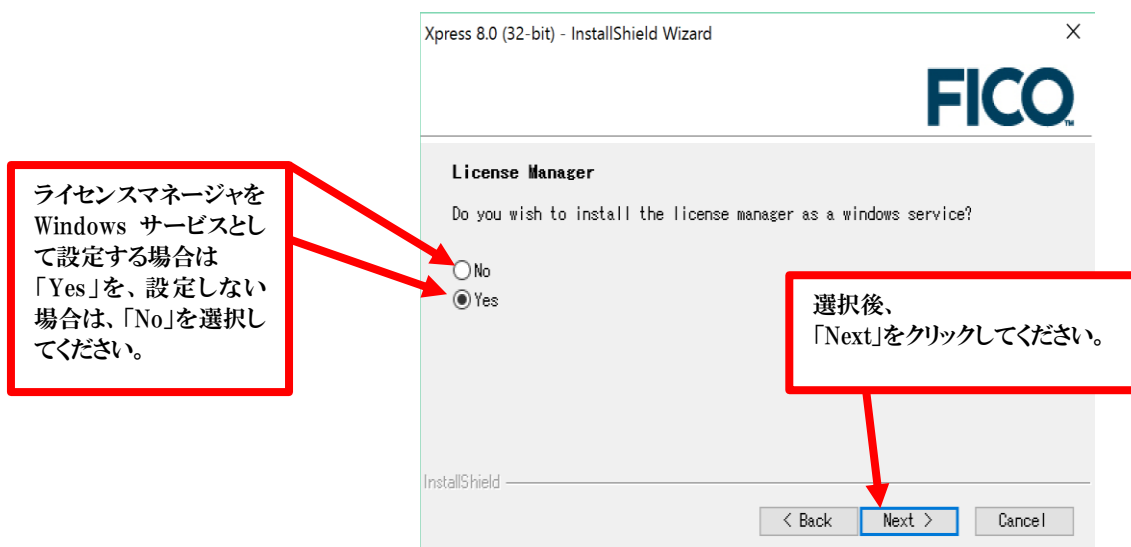 Xpress 8.0 (32-bit) - InstallShield Wizard
FICO
TM
License Manager
Do you wish to install the license manager as a windows service?
No
Yes
ライセンスマネージャを
Windows サービスとし
て設定する場合は
「Yes」を、設定しない
場合は、「No」を選択し
てください。
選択後、
「Next」をクリックしてください。
InstallShield
< Back
Next >
Cancel